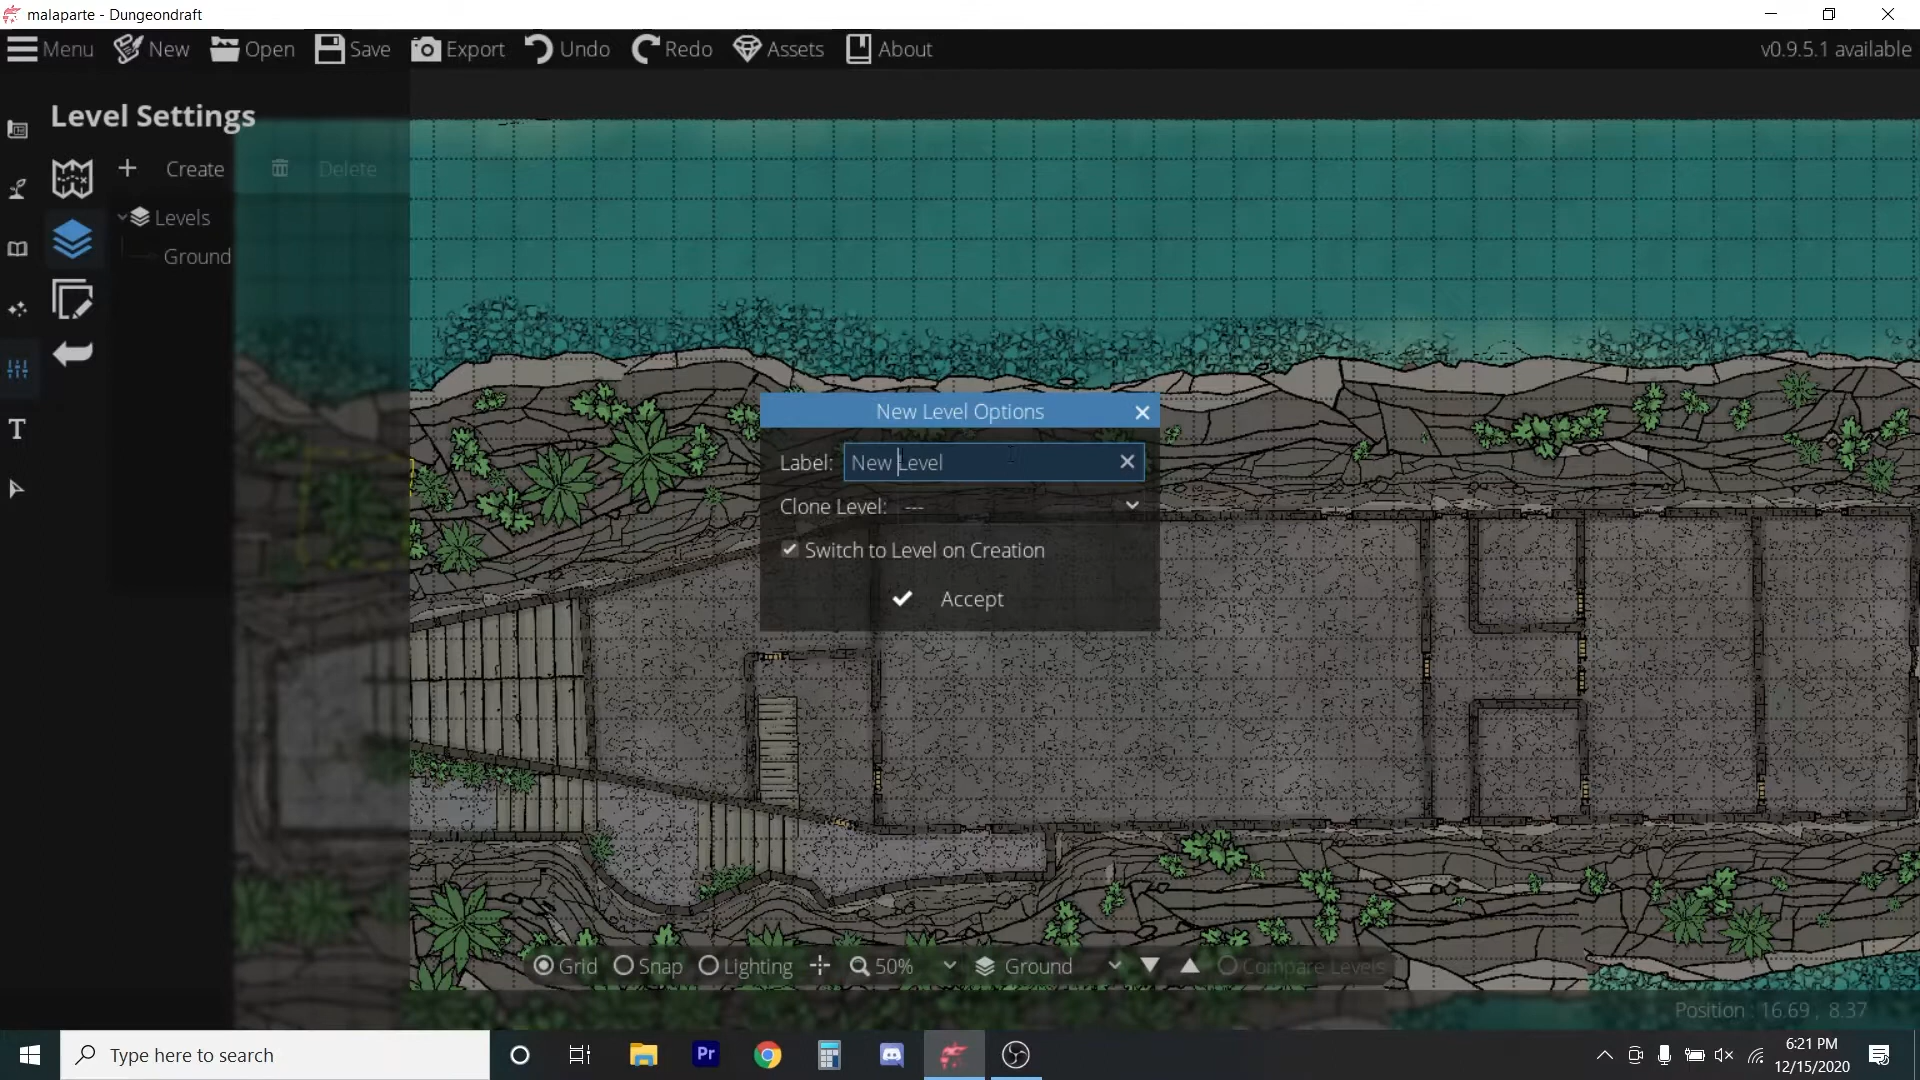 malaparte - Dungeondraft
Menu New Open Save Export Undo Redo Assets About v0.9.5.1 available
Level Settings
Create Delete
Levels
Ground
New Level Options
Label: New Level
Clone Level: ---
Switch to Level on Creation
Accept
Grid Snap Lighting 50% Ground Compare Levels
Position : 16.69 , 8.37
Type here to search
Pr
6:21 PM
12/15/2020